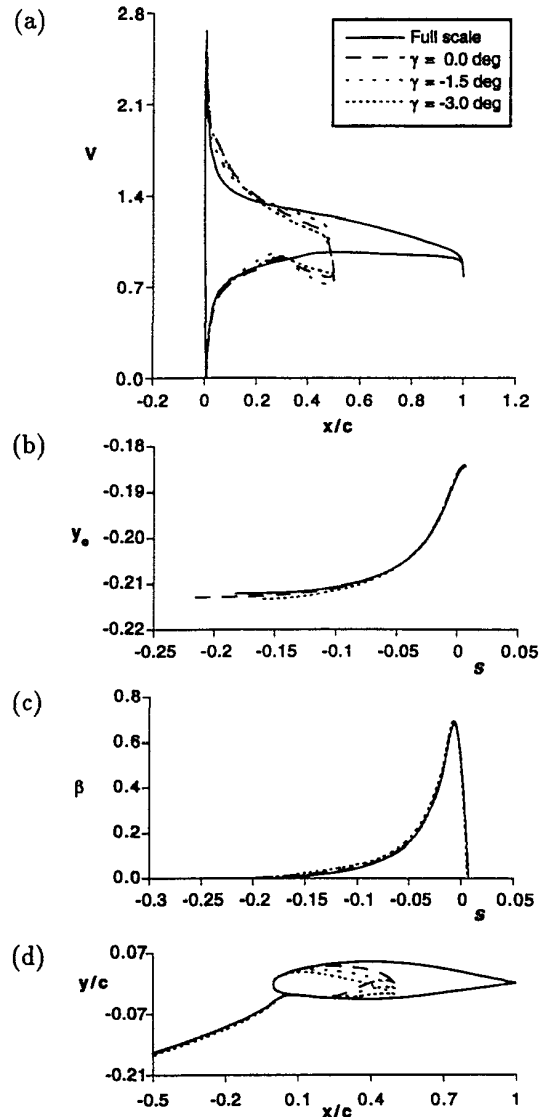 (a)
2.8
2.1
V
1.4
0.7
0.0
-0.2 0 0.2 0.4 0.6 0.8 1 1.2
x/c
Full scale
γ = 0.0 deg
γ = -1.5 deg
γ = -3.0 deg
(b)
-0.18
-0.19
yₒ -0.20
-0.21
-0.22
-0.25 -0.2 -0.15 -0.1 -0.05 0 0.05
s
(c)
0.8
0.6
β
0.4
0.2
0.0
-0.3 -0.25 -0.2 -0.15 -0.1 -0.05 0 0.05
s
(d)
0.07
y/c
-0.07
-0.21
-0.5 -0.2 0.1 0.4 0.7 1.0
x/c